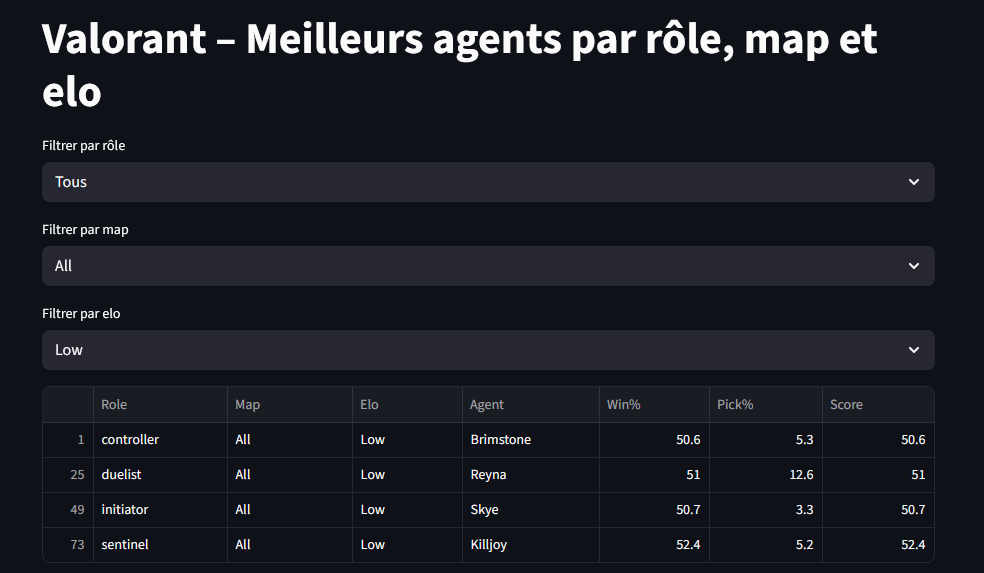 Valorant – Meilleurs agents par rôle, map et
elo
Filtrer par rôle
Tous
Filtrer par map
All
Filtrer par elo
Low
Role Map Elo Agent Win% Pick% Score
1 controller All Low Brimstone 50.6 5.3 50.6
25 duelist All Low Reyna 51 12.6 51
49 initiator All Low Skye 50.7 3.3 50.7
73 sentinel All Low Killjoy 52.4 5.2 52.4